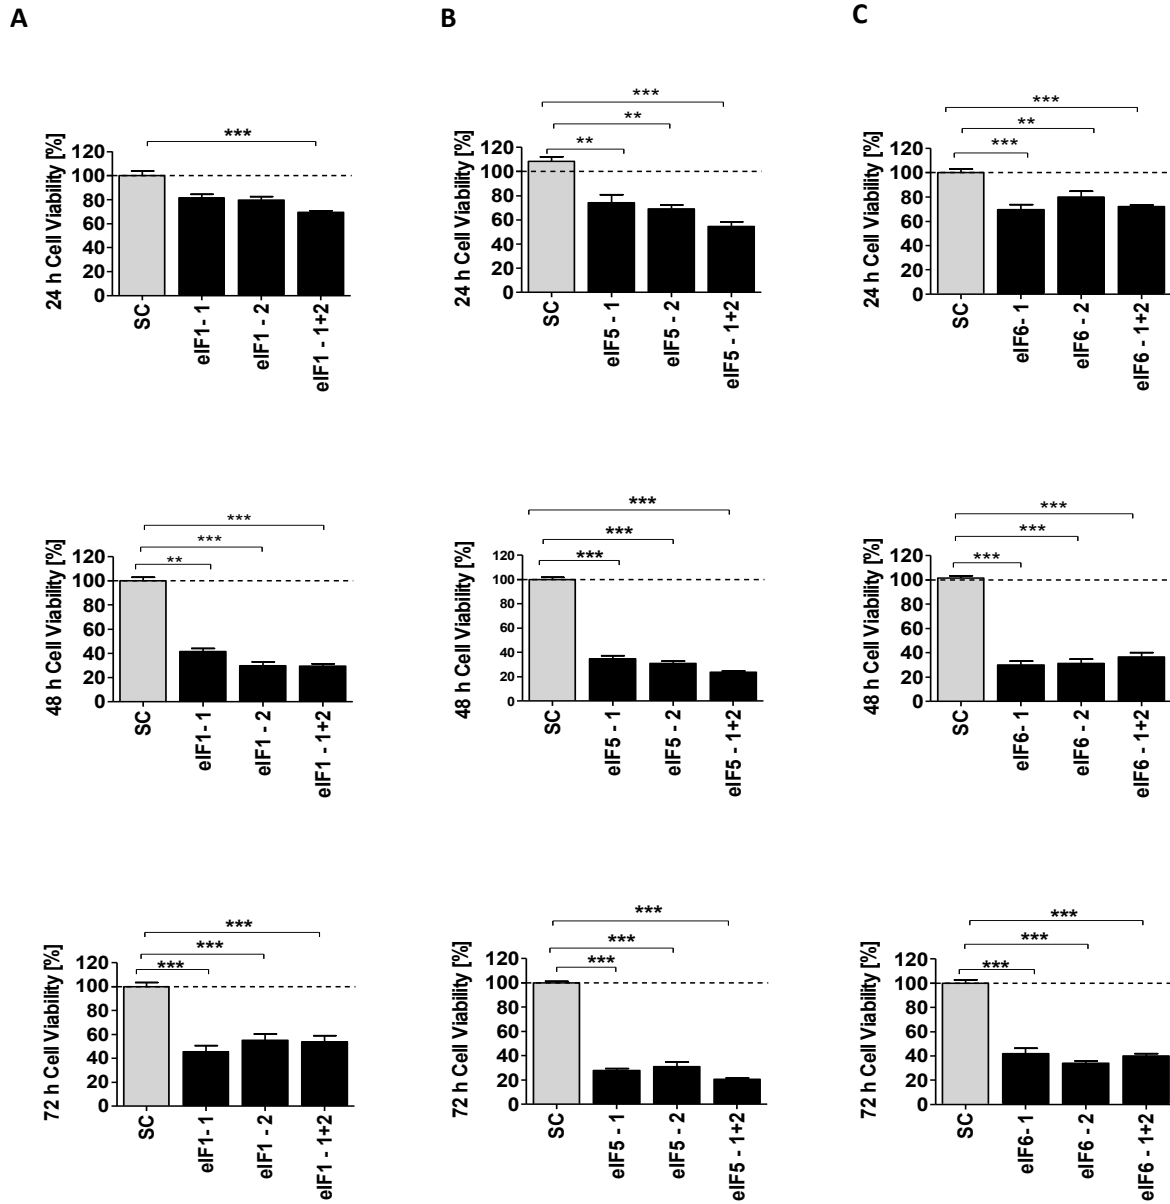 A
B
C
24 h Cell Viability [%]
120
100
80
60
40
20
0
***
SC
eIF1- 1
eIF1 - 2
eIF1 - 1+2
24 h Cell Viability [%]
120
100
80
60
40
20
0
***
**
**
SC
eIF5 - 1
eIF5 - 2
eIF5 - 1+2
24 h Cell Viability [%]
120
100
80
60
40
20
0
***
**
***
SC
eIF6- 1
eIF6 - 2
eIF6 - 1+2
48 h Cell Viability [%]
120
100
80
60
40
20
0
***
***
**
SC
eIF1- 1
eIF1 - 2
eIF1 - 1+2
48 h Cell Viability [%]
120
100
80
60
40
20
0
***
***
***
SC
eIF5 - 1
eIF5 - 2
eIF5 - 1+2
48 h Cell Viability [%]
120
100
80
60
40
20
0
***
***
***
SC
eIF6- 1
eIF6 - 2
eIF6 - 1+2
72 h Cell Viability [%]
120
100
80
60
40
20
0
***
***
***
SC
eIF1- 1
eIF1 - 2
eIF1 - 1+2
72 h Cell Viability [%]
120
100
80
60
40
20
0
***
***
***
SC
eIF5 - 1
eIF5 - 2
eIF5 - 1+2
72 h Cell Viability [%]
120
100
80
60
40
20
0
***
***
***
SC
eIF6- 1
eIF6 - 2
eIF6 - 1+2